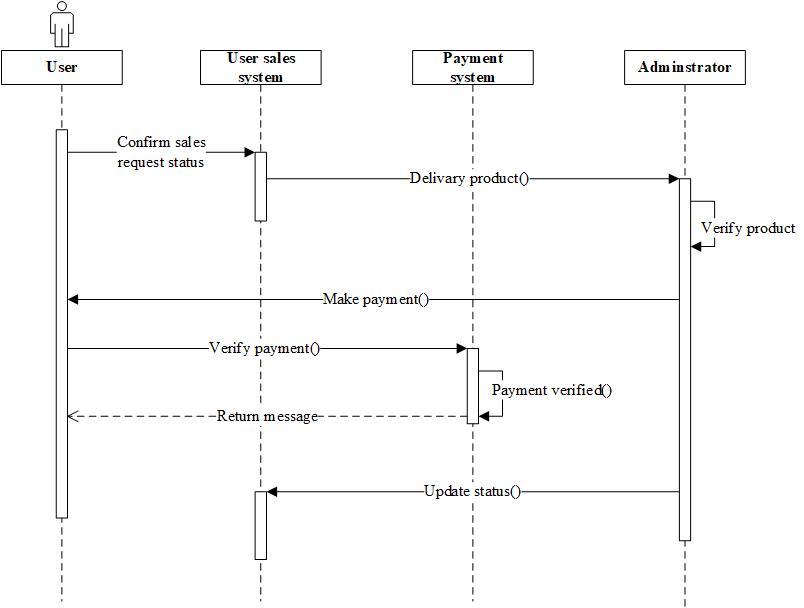 User
User sales
system
Payment
system
Adminstrator
Confirm sales
request status
Delivary product()
Verify product
Make payment()
Verify payment()
Payment verified()
Return message
Update status()